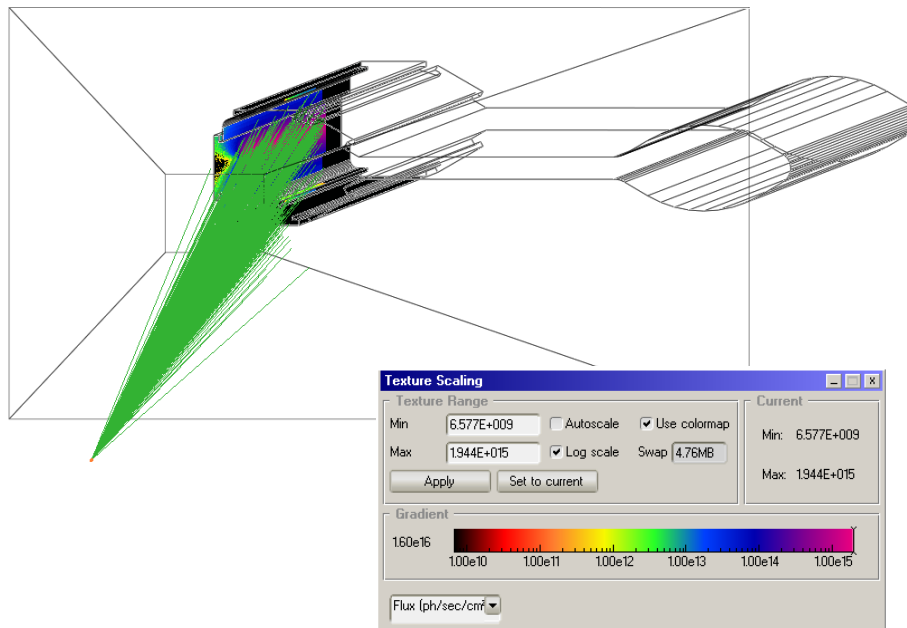 Texture Scaling
Texture Range
Current
Min 6.577E+009 Autoscale Use colormap
Min: 6.577E+009
Max 1.944E+015 Log scale Swap 4.76MB
Max: 1.944E+015
Apply Set to current
Gradient
1.60e16
1.00e10 1.00e11 1.00e12 1.00e13 1.00e14 1.00e15
Flux (ph/sec/cm²